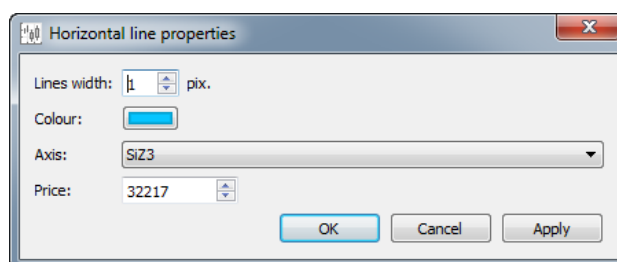 Horizontal line properties
Lines width: 1 pix.
Colour:
Axis: SiZ3
Price: 32217
OK Cancel Apply